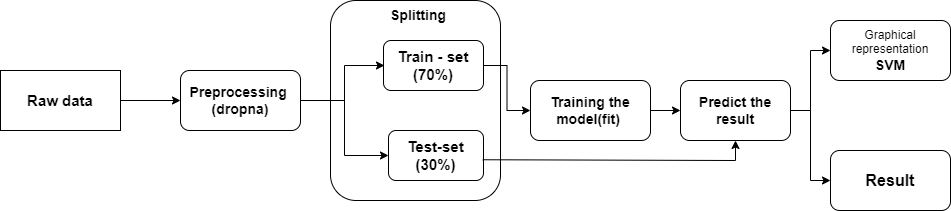 Splitting
Raw data
Preprocessing
(dropna)
Train - set
(70%)
Test-set
(30%)
Training the
model(fit)
Predict the
result
Graphical
representation
SVM
Result